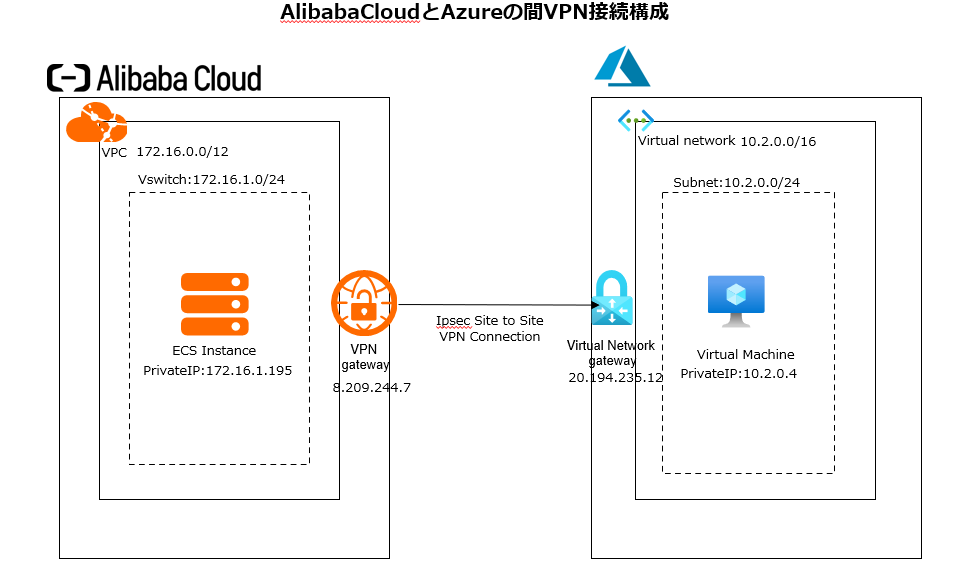 AlibabaCloudとAzureの間VPN接続構成
Alibaba Cloud
VPC 172.16.0.0/12
Vswitch:172.16.1.0/24
ECS Instance
PrivateIP:172.16.1.195
VPN
gateway
8.209.244.7
Ipsec Site to Site
VPN Connection
Virtual network 10.2.0.0/16
Subnet:10.2.0.0/24
Virtual Network
gateway
20.194.235.12
Virtual Machine
PrivateIP:10.2.0.4